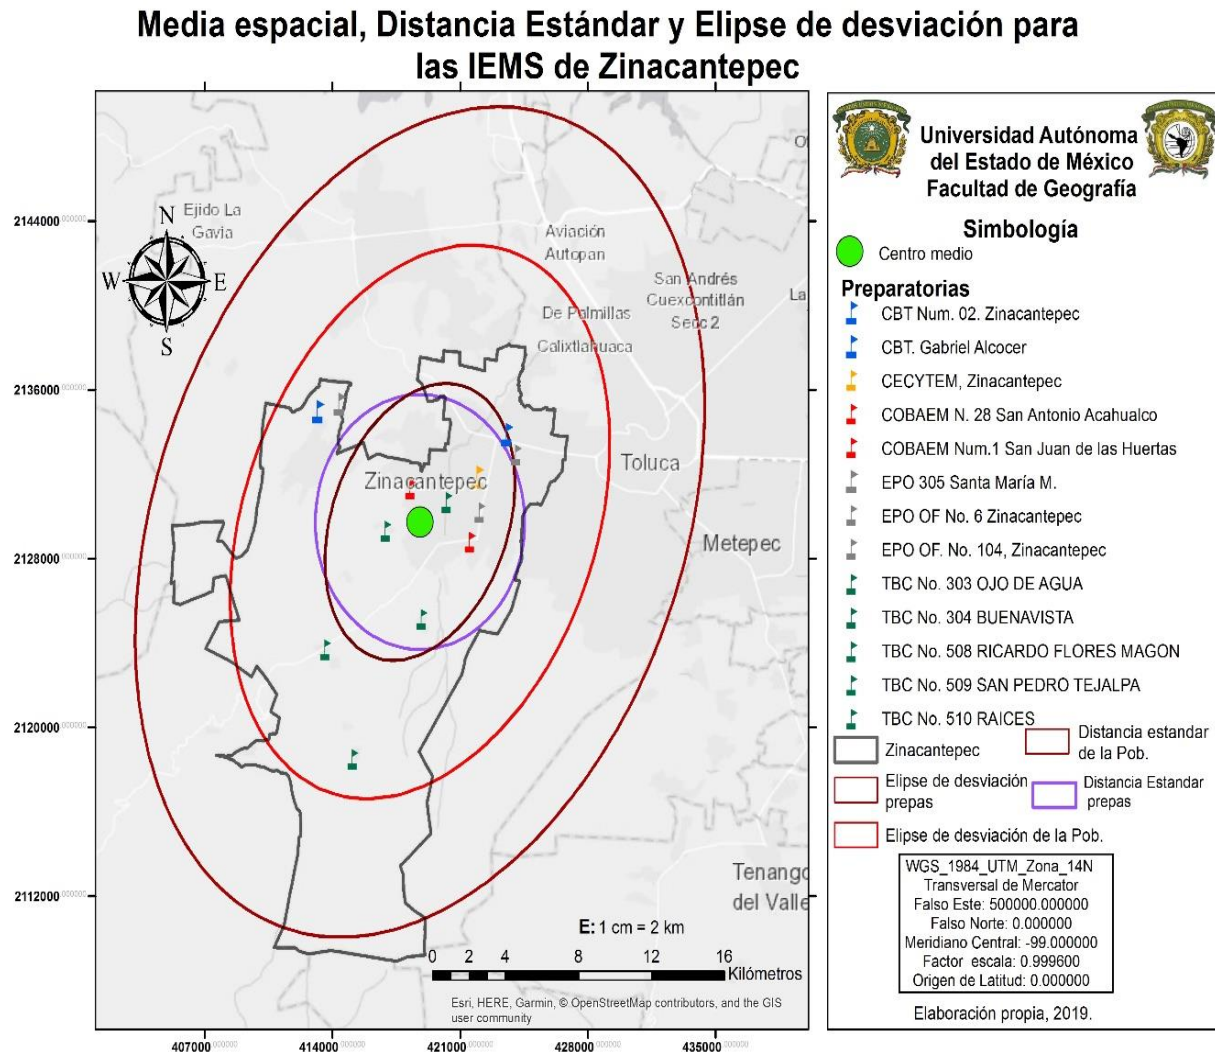 Media espacial, Distancia Estándar y Elipse de desviación para
las IEMS de Zinacantepec
Ejido La
Gavia
N
W
E
S
Aviación
Autopan
San Andrés
Cuexcontitlán
Secc 2
La
De Palmillas
Calixtlahuaca
Zinacantepec
Toluca
Metepec
Tenango
del Valle
2144000
2136000
2128000
2120000
2112000
E: 1 cm = 2 km
0 2 4 8 12 16
Kilómetros
Esri, HERE, Garmin, © OpenStreetMap contributors, and the GIS
user community
407000 414000 421000 428000 435000
Universidad Autónoma
del Estado de México
Facultad de Geografía
Simbología
Centro medio
Preparatorias
CBT Num. 02. Zinacantepec
CBT. Gabriel Alcocer
CECYTEM, Zinacantepec
COBAEM N. 28 San Antonio Acahualco
COBAEM Num.1 San Juan de las Huertas
EPO 305 Santa María M.
EPO OF No. 6 Zinacantepec
EPO OF. No. 104, Zinacantepec
TBC No. 303 OJO DE AGUA
TBC No. 304 BUENAVISTA
TBC No. 508 RICARDO FLORES MAGÓN
TBC No. 509 SAN PEDRO TEJALPA
TBC No. 510 RAICES
Zinacantepec
Distancia estandar
de la Pob.
Elipse de desviación
prepas
Distancia Estandar
prepas
Elipse de desviación de la Pob.
WGS_1984_UTM_Zona_14N
Transversal de Mercator
Falso Este: 500000.000000
Falso Norte: 0.000000
Meridiano Central: -99.000000
Factor escala: 0.999600
Origen de Latitud: 0.000000
Elaboración propia, 2019.